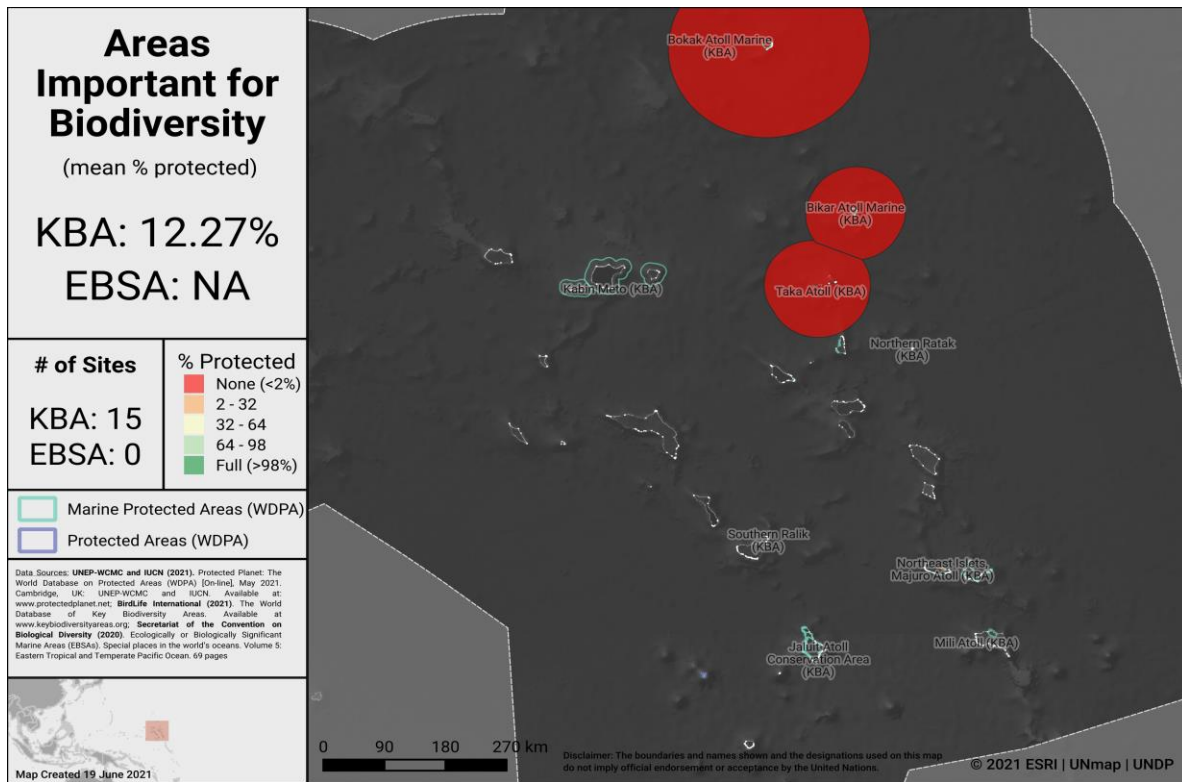 Areas
Important for
Biodiversity
(mean % protected)
KBA: 12.27%
EBSA: NA
# of Sites
KBA: 15
EBSA: 0
% Protected
None (<2%)
2 - 32
32 - 64
64 - 98
Full (>98%)
Marine Protected Areas (WDPA)
Protected Areas (WDPA)
Data Sources: UNEP-WCMC and IUCN (2021). Protected Planet: The
World Database on Protected Areas (WDPA) [On-line], May 2021.
Cambridge, UK: UNEP-WCMC and IUCN. Available at:
www.protectedplanet.net; BirdLife International (2021). The World
Database of Key Biodiversity Areas. Available at
www.keybiodiversityareas.org; Secretariat of the Convention on
Biological Diversity (2020). Ecologically or Biologically Significant
Marine Areas (EBSAs). Special places in the world's oceans. Volume 5:
Eastern Tropical and Temperate Pacific Ocean. 69 pages
Map Created 19 June 2021
Bokak Atoll Marine
(KBA)
Bikar Atoll Marine
(KBA)
Kabin Meto (KBA)
Taka Atoll (KBA)
Northern Ratak
(KBA)
Southern Ralik
(KBA)
Northeast Islets,
Majuro Atoll (KBA)
Jaluit Atoll
Conservation Area
(KBA)
Mili Atoll (KBA)
0 90 180 270 km
Disclaimer: The boundaries and names shown and the designations used on this map
do not imply official endorsement or acceptance by the United Nations.
© 2021 ESRI | UNmap | UNDP